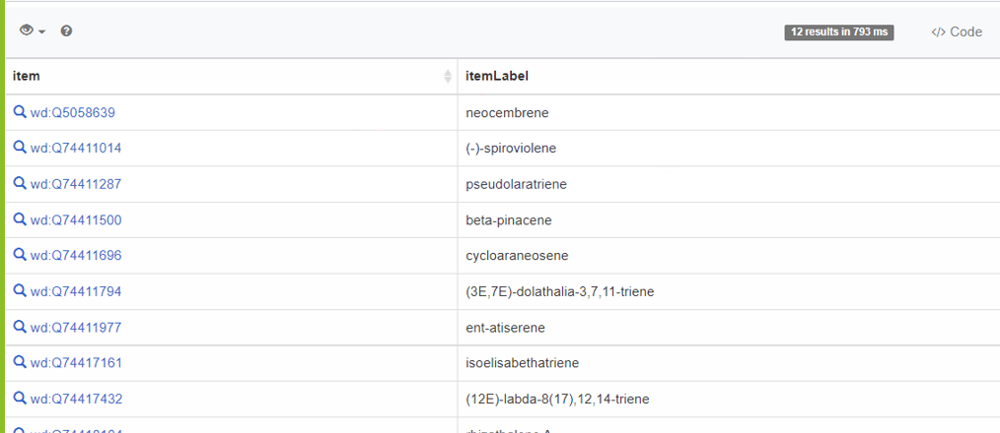 12 results in 793 ms </> Code
item itemLabel
wd:Q5058639 neocembrene
wd:Q74411014 (-)-spiroviolene
wd:Q74411287 pseudolaratriene
wd:Q74411500 beta-pinacene
wd:Q74411696 cycloaraneosene
wd:Q74411794 (3E,7E)-dolathalia-3,7,11-triene
wd:Q74411977 ent-atiserene
wd:Q74417161 isoelisabethatriene
wd:Q74417432 (12E)-labda-8(17),12,14-triene